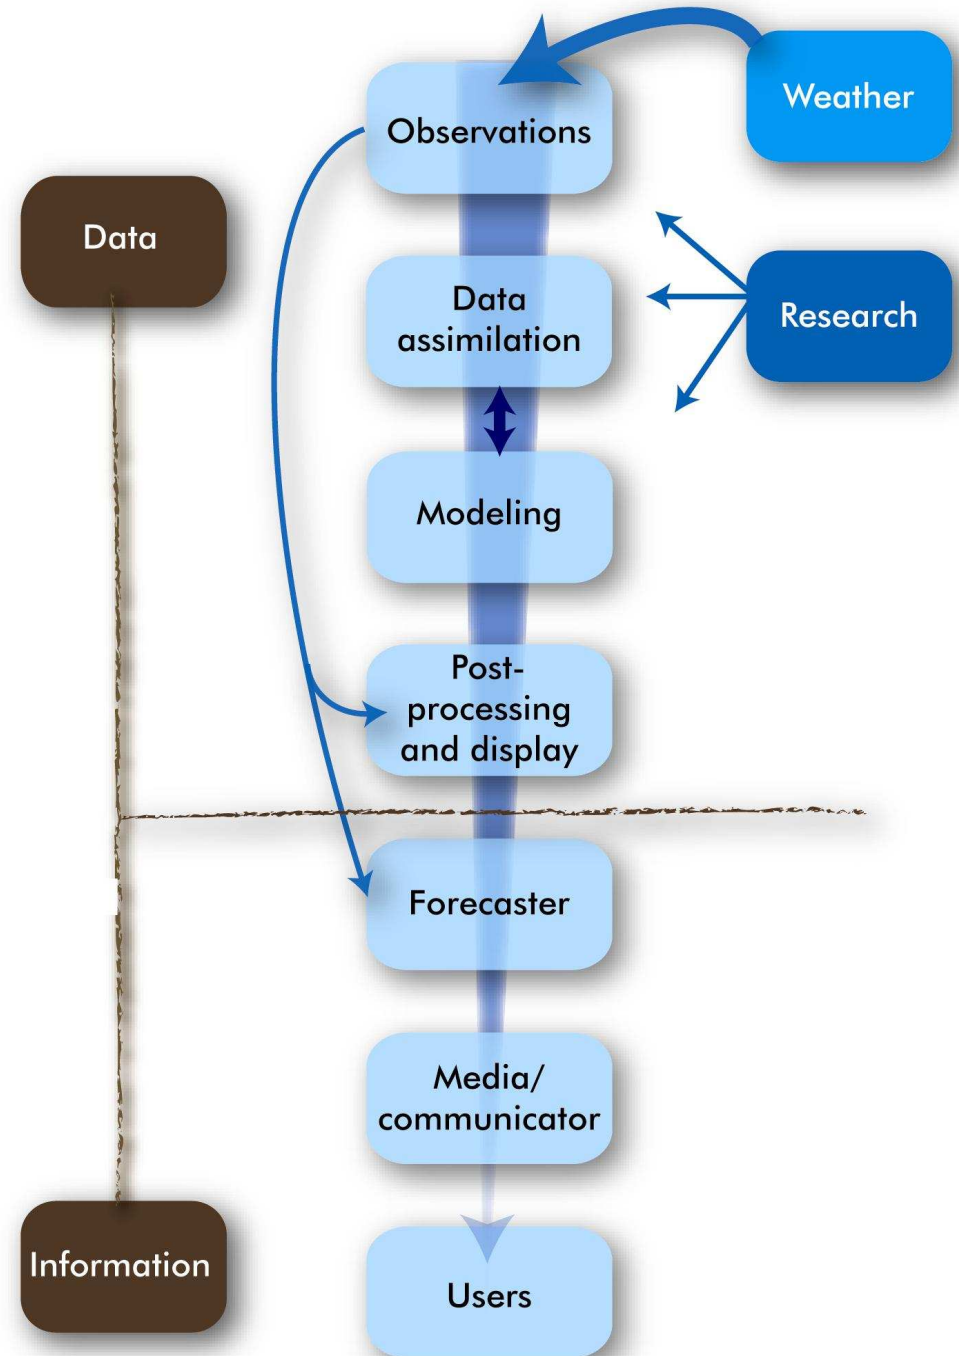 Weather
Observations
Data
Data
assimilation
Research
Modeling
Post-
processing
and display
Forecaster
Media/
communicator
Information
Users